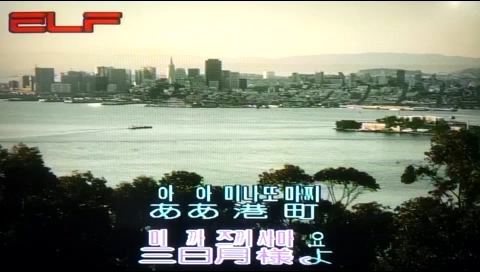 ELF
아 아 미나또 마찌
ああ 港 町
미 까 즈께 사마 요
三日月様よ